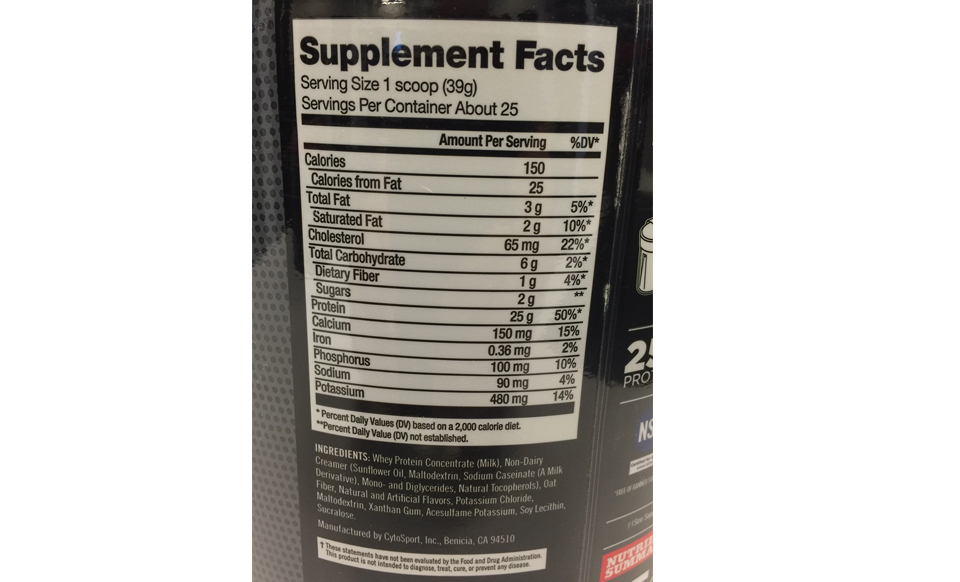 Supplement Facts
Serving Size 1 scoop (39g)
Servings Per Container About 25
Amount Per Serving %DV*
Calories 150
Calories from Fat 25
Total Fat 3 g 5%*
Saturated Fat 2 g 10%*
Cholesterol 65 mg 22%*
Total Carbohydrate 6 g 2%*
Dietary Fiber 1 g 4%*
Sugars 2 g **
Protein 25 g 50%*
Calcium 150 mg 15%
Iron 0.36 mg 2%
Phosphorus 100 mg 10%
Sodium 90 mg 4%
Potassium 480 mg 14%
* Percent Daily Values (DV) based on a 2,000 calorie diet.
**Percent Daily Value (DV) not established.
INGREDIENTS: Whey Protein Concentrate (Milk), Non-Dairy
Creamer (Sunflower Oil, Maltodextrin, Sodium Caseinate (A Milk
Derivative), Mono- and Diglycerides, Natural Tocopherols), Oat
Fiber, Natural and Artificial Flavors, Potassium Chloride,
Maltodextrin, Xanthan Gum, Acesulfame Potassium, Soy Lecithin,
Sucralose.
Manufactured by CytoSport, Inc., Benicia, CA 94510
† These statements have not been evaluated by the Food and Drug Administration.
This product is not intended to diagnose, treat, cure, or prevent any disease.
25
PRO
NS
NUTRI
SUMMA